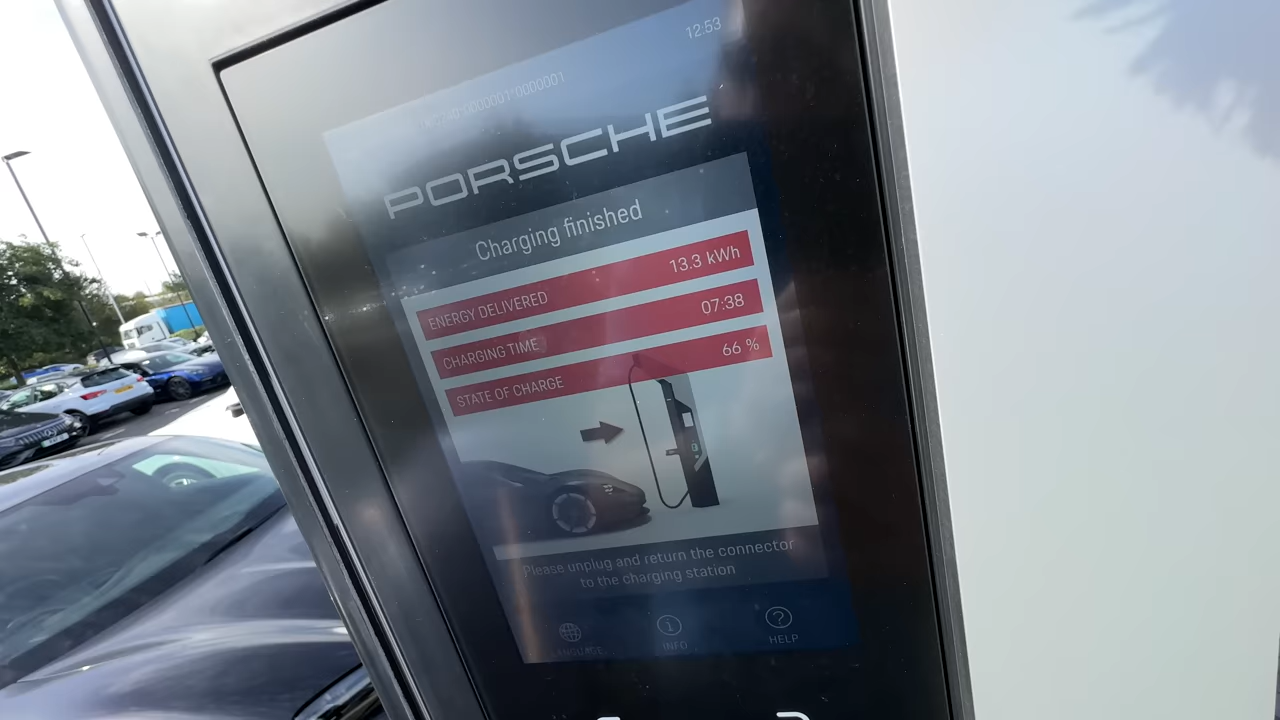 12:53
PORSCHE
Charging finished
ENERGY DELIVERED 13.3 kWh
CHARGING TIME 07:38
STATE OF CHARGE 66 %
Please unplug and return the connector
to the charging station
INFO
HELP